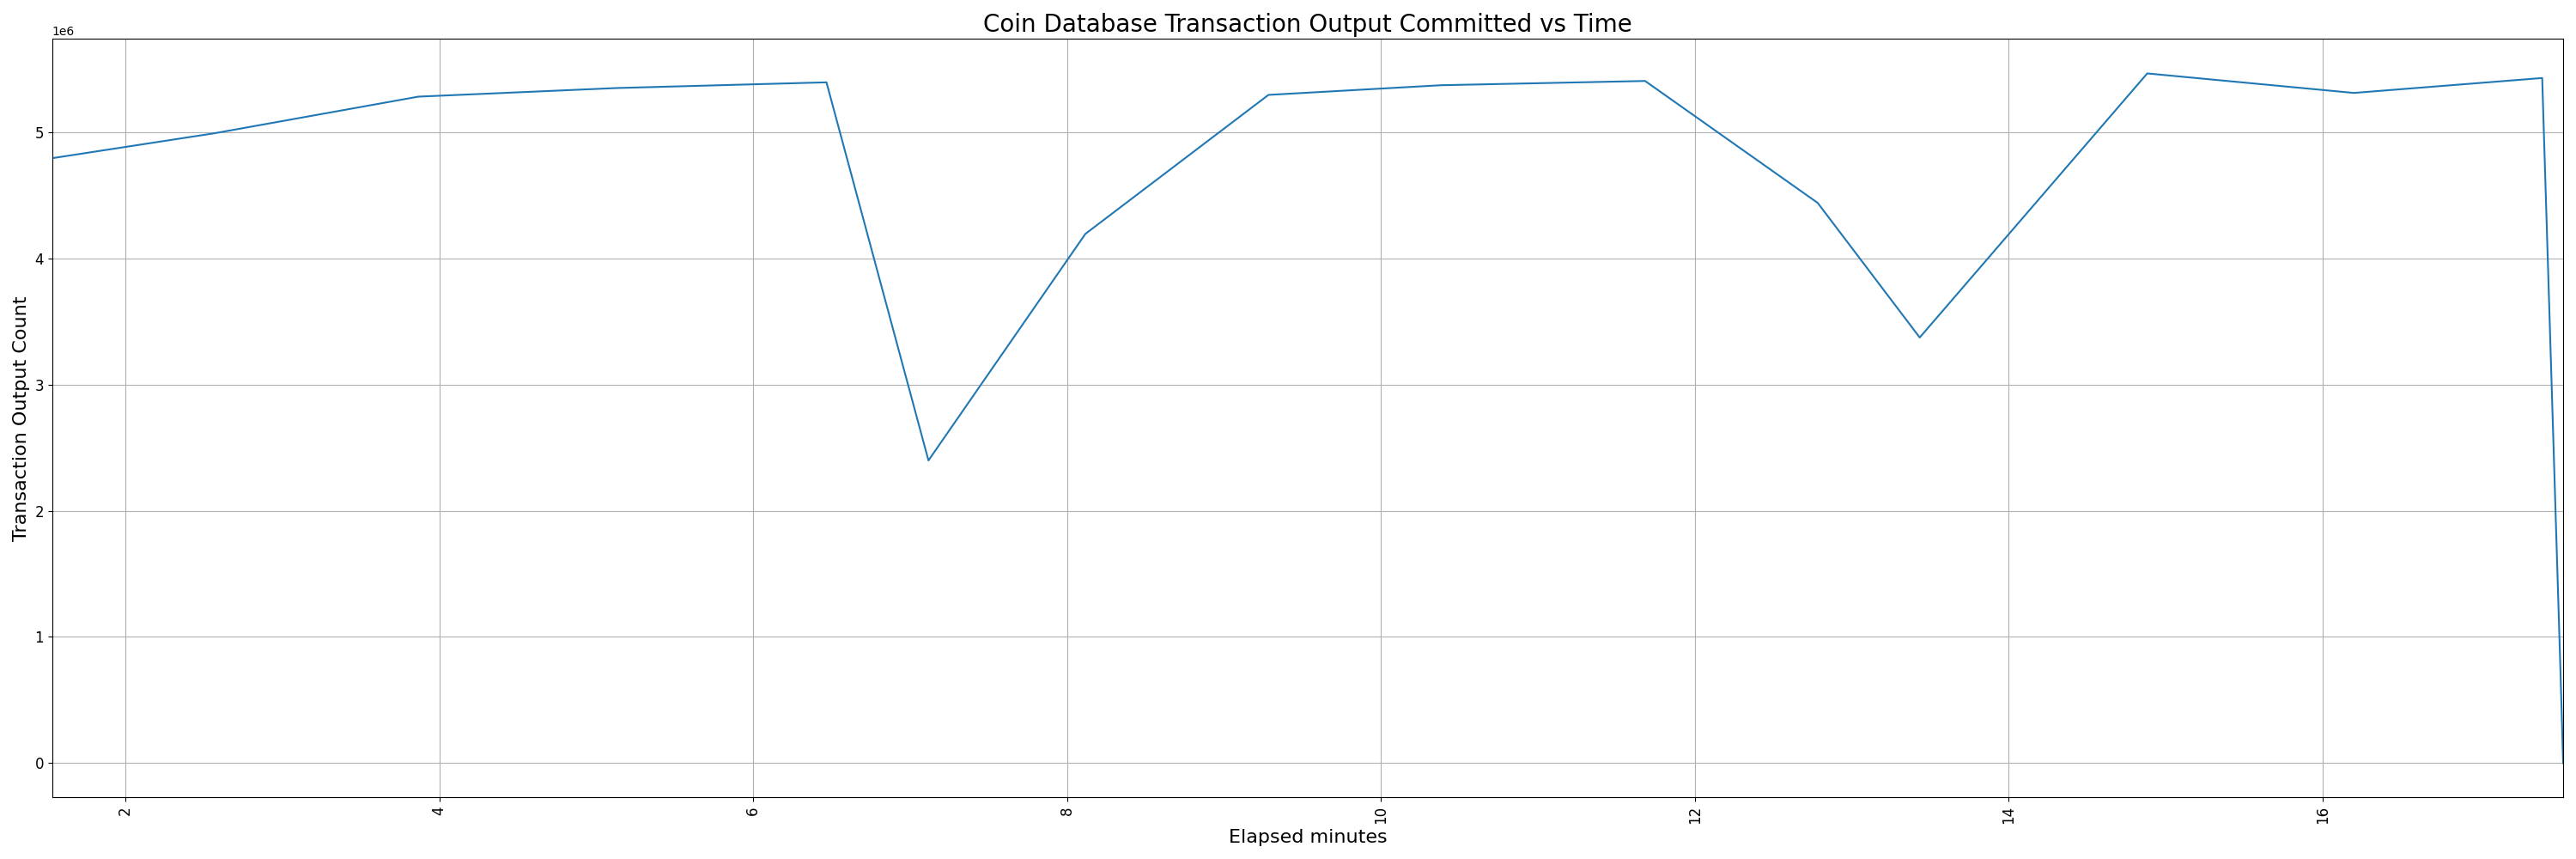 Coin Database Transaction Output Committed vs Time
1e6
5
4
3
2
1
0
Transaction Output Count
2 4 6 8 10 12 14 16
Elapsed minutes